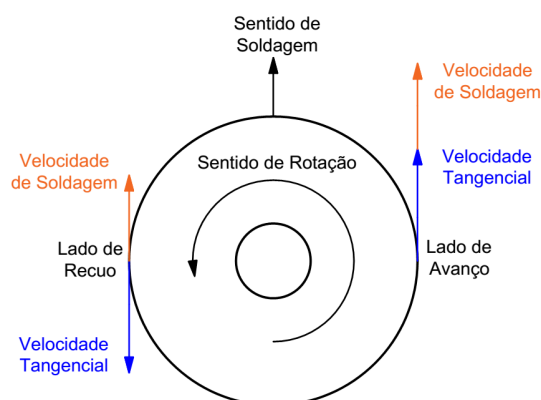 Sentido de
Soldagem
Velocidade
de Soldagem
Velocidade
de Soldagem
Sentido de Rotação
Velocidade
Tangencial
Lado de
Recuo
Lado de
Avanço
Velocidade
Tangencial